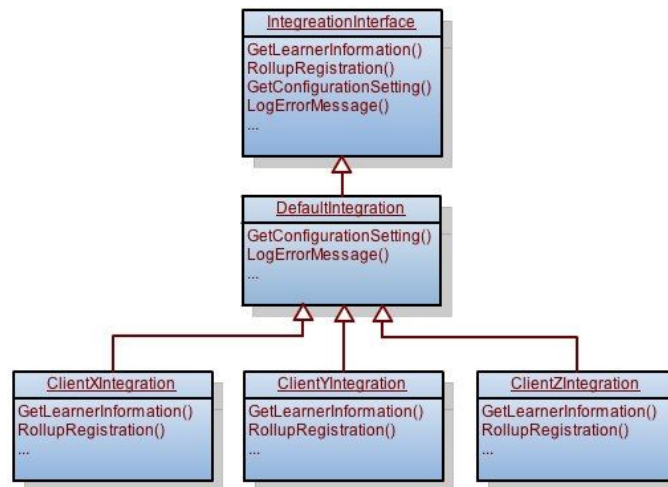 IntegreationInterface
GetLearnerInformation()
RollupRegistration()
GetConfigurationSetting()
LogErrorMessage()
...
DefaultIntegration
GetConfigurationSetting()
LogErrorMessage()
...
ClientXIntegration
GetLearnerInformation()
RollupRegistration()
...
ClientYIntegration
GetLearnerInformation()
RollupRegistration()
...
ClientZIntegration
GetLearnerInformation()
RollupRegistration()
...